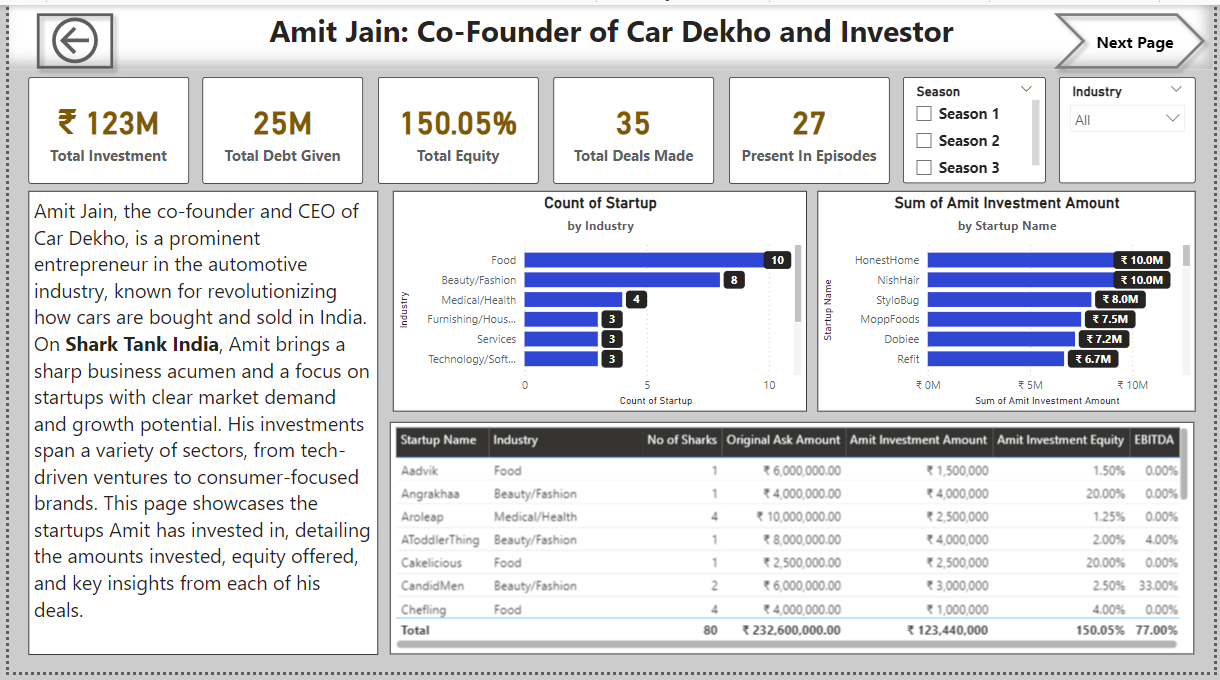 Amit Jain: Co-Founder of Car Dekho and Investor
Next Page
₹ 123M
Total Investment
25M
Total Debt Given
150.05%
Total Equity
35
Total Deals Made
27
Present In Episodes
Season
Season 1
Season 2
Season 3
Industry
All
Amit Jain, the co-founder and CEO of
Car Dekho, is a prominent
entrepreneur in the automotive
industry, known for revolutionizing
how cars are bought and sold in India.
On Shark Tank India, Amit brings a
sharp business acumen and a focus on
startups with clear market demand
and growth potential. His investments
span a variety of sectors, from tech-
driven ventures to consumer-focused
brands. This page showcases the
startups Amit has invested in, detailing
the amounts invested, equity offered,
and key insights from each of his
deals.
Count of Startup
by Industry
Industry
Food 10
Beauty/Fashion 8
Medical/Health 4
Furnishing/Hous... 3
Services 3
Technology/Soft... 3
0 5 10
Count of Startup
Sum of Amit Investment Amount
by Startup Name
Startup Name
HonestHome ₹ 10.0M
NishHair ₹ 10.0M
StyloBug ₹ 8.0M
MoppFoods ₹ 7.5M
Dobiee ₹ 7.2M
Refit ₹ 6.7M
₹ 0M ₹ 5M ₹ 10M
Sum of Amit Investment Amount
Startup Name Industry No of Sharks Original Ask Amount Amit Investment Amount Amit Investment Equity EBITDA
Aadvik Food 1 ₹ 6,000,000.00 ₹ 1,500,000 1.50% 0.00%
Angrakhaa Beauty/Fashion 1 ₹ 4,000,000.00 ₹ 4,000,000 20.00% 0.00%
Aroleap Medical/Health 4 ₹ 10,000,000.00 ₹ 2,500,000 1.25% 0.00%
AToddlerThing Beauty/Fashion 1 ₹ 8,000,000.00 ₹ 4,000,000 2.00% 4.00%
Cakelicious Food 1 ₹ 2,500,000.00 ₹ 2,500,000 20.00% 0.00%
CandidMen Beauty/Fashion 2 ₹ 6,000,000.00 ₹ 3,000,000 2.50% 33.00%
Chefling Food 4 ₹ 4,000,000.00 ₹ 1,000,000 4.00% 0.00%
Total 80 ₹ 232,600,000.00 ₹ 123,440,000 150.05% 77.00%